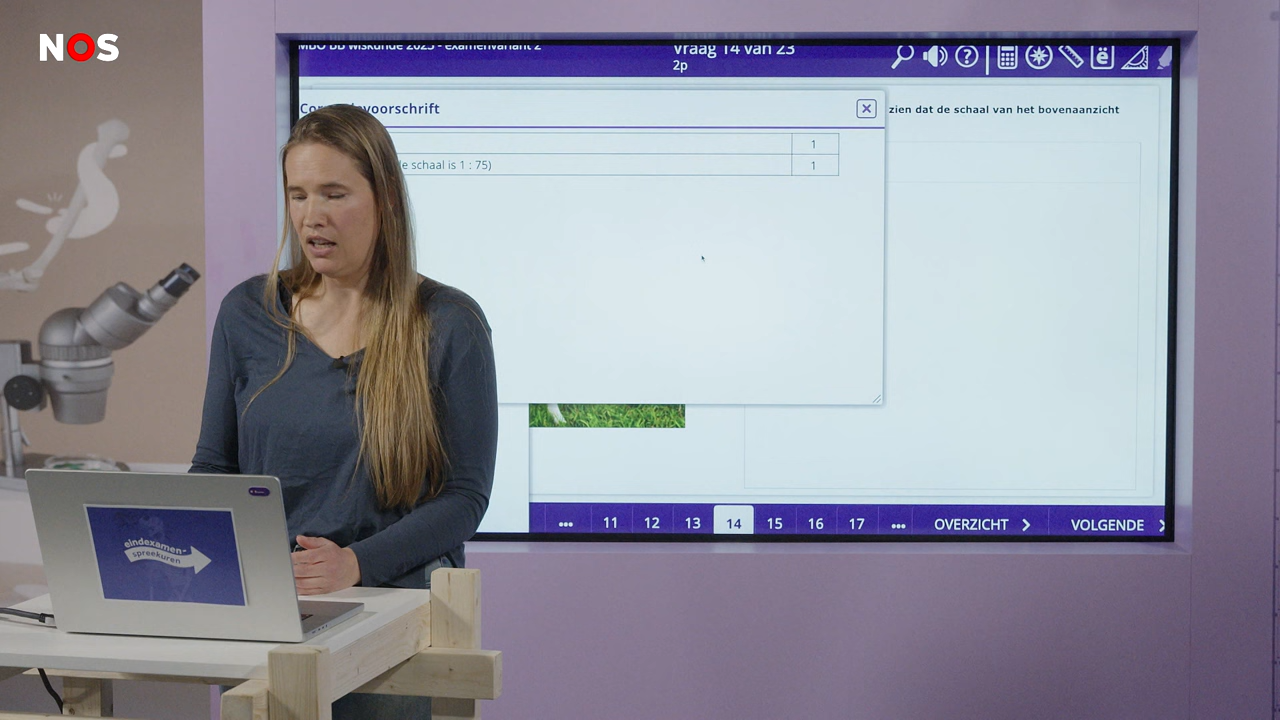 NOS
MBO BB wiskunde 2023 - examenvariant 2
Vraag 14 van 23
2p
voorschrift
zien dat de schaal van het bovenaanzicht
1
schaal is 1 : 75)
1
11 12 13 14 15 16 17 ... OVERZICHT VOLGENDE
eindexamen-
spreekuren